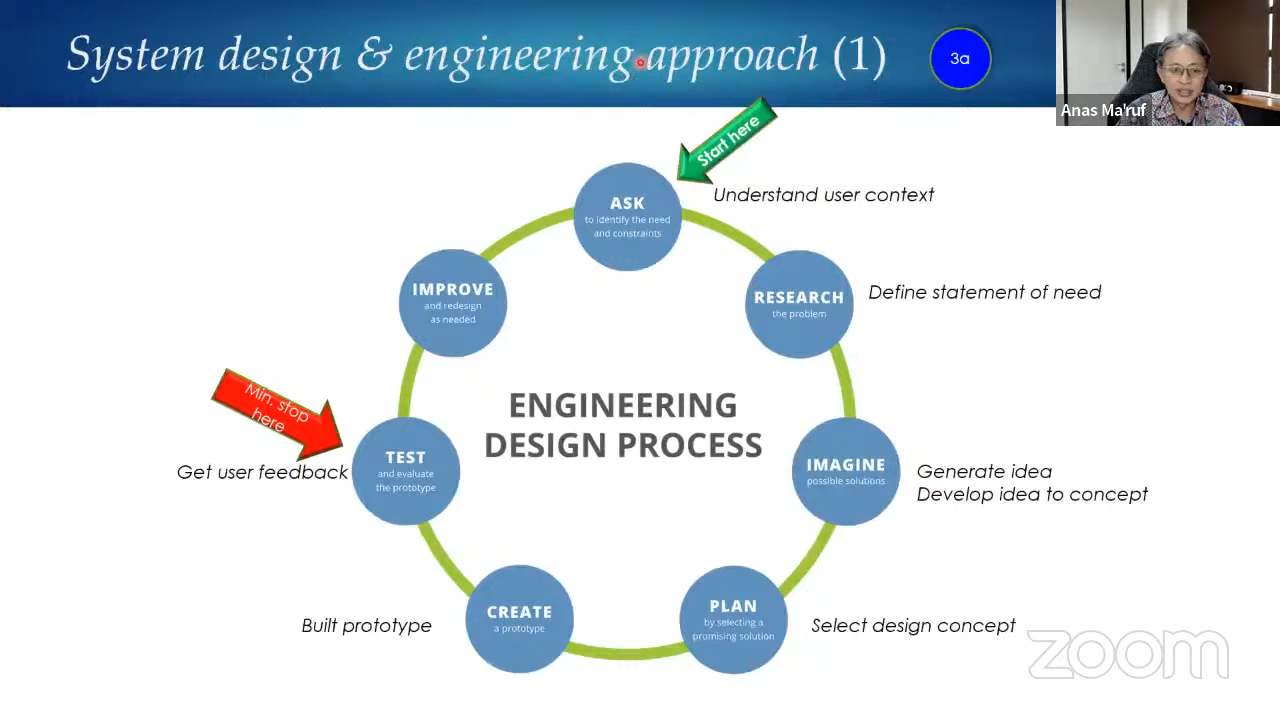 System design & engineering approach (1)
3a
Anas Ma'ruf
Start here
ASK
to identify the need
and constraints
Understand user context
RESEARCH
the problem
Define statement of need
IMAGINE
possible solutions
Generate idea
Develop idea to concept
PLAN
by selecting a
promising solution
Select design concept
CREATE
a prototype
Built prototype
TEST
and evaluate
the prototype
Get user feedback
Min. stop
here
IMPROVE
and redesign
as needed
ENGINEERING
DESIGN PROCESS
zoom